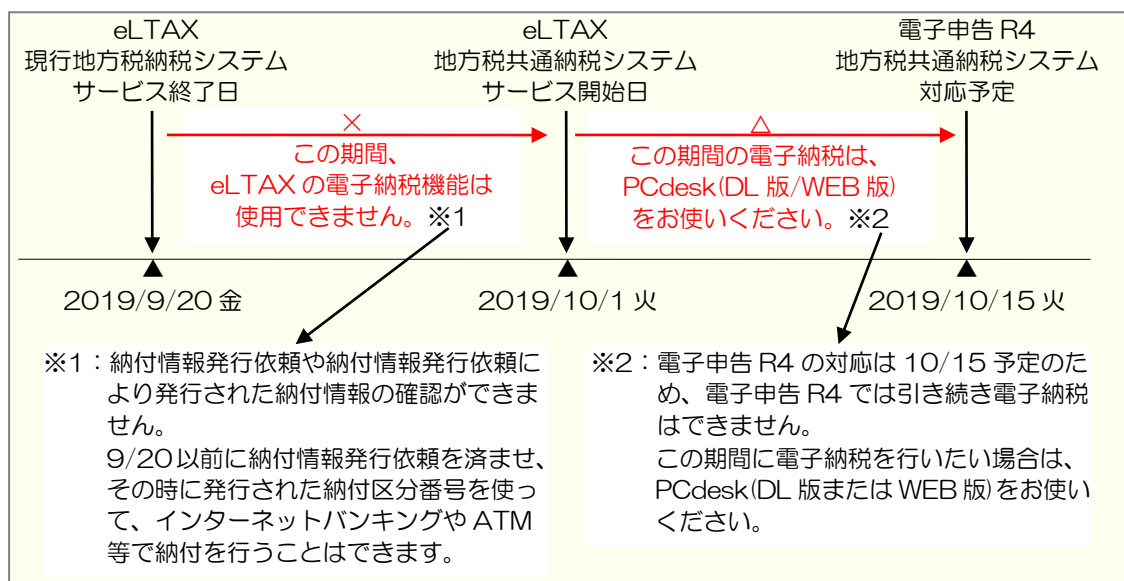 eLTAX
現行地方税納税システム
サービス終了日
eLTAX
地方税共通納税システム
サービス開始日
電子申告 R4
地方税共通納税システム
対応予定
×
この期間、
eLTAX の電子納税機能は
使用できません。※1
△
この期間の電子納税は、
PCdesk(DL 版/WEB 版)
をお使いください。※2
2019/9/20 金
2019/10/1 火
2019/10/15 火
※1：納付情報発行依頼や納付情報発行依頼に
より発行された納付情報の確認ができま
せん。
9/20以前に納付情報発行依頼を済ませ、
その時に発行された納付区分番号を使っ
て、インターネットバンキングや ATM
等で納付を行うことはできます。
※2：電子申告 R4 の対応は 10/15 予定のた
め、電子申告 R4 では引き続き電子納税
はできません。
この期間に電子納税を行いたい場合は、
PCdesk(DL 版または WEB 版)をお使い
ください。